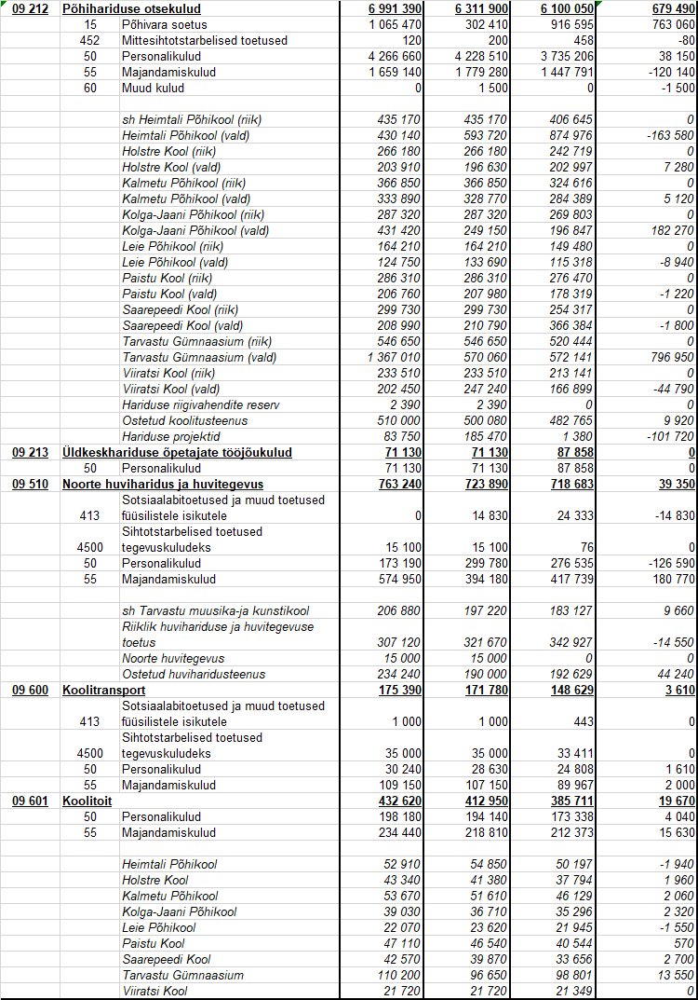 09 212 Põhihariduse otsekulud 6 991 390 6 311 900 6 100 050 679 490
15 Põhivara soetus 1 065 470 302 410 916 595 763 060
452 Mittesihtotstarbelised toetused 120 200 458 -80
50 Personalikulud 4 266 660 4 228 510 3 735 206 38 150
55 Majandamiskulud 1 659 140 1 779 280 1 447 791 -120 140
60 Muud kulud 0 1 500 0 -1 500
sh Heimtali Põhikool (riik) 435 170 435 170 406 645 0
Heimtali Põhikool (vald) 430 140 593 720 874 976 -163 580
Holstre Kool (riik) 266 180 266 180 242 719 0
Holstre Kool (vald) 203 910 196 630 202 997 7 280
Kalmetu Põhikool (riik) 366 850 366 850 324 616 0
Kalmetu Põhikool (vald) 333 890 328 770 284 389 5 120
Kolga-Jaani Põhikool (riik) 287 320 287 320 269 803 0
Kolga-Jaani Põhikool (vald) 431 420 249 150 196 847 182 270
Leie Põhikool (riik) 164 210 164 210 149 480 0
Leie Põhikool (vald) 124 750 133 690 115 318 -8 940
Paistu Kool (riik) 286 310 286 310 276 470 0
Paistu Kool (vald) 206 760 207 980 178 319 -1 220
Saarepeedi Kool (riik) 299 730 299 730 254 317 0
Saarepeedi Kool (vald) 208 990 210 790 366 384 -1 800
Tarvastu Gümnaasium (riik) 546 650 546 650 520 444 0
Tarvastu Gümnaasium (vald) 1 367 010 570 060 572 141 796 950
Viiratsi Kool (riik) 233 510 233 510 213 141 0
Viiratsi Kool (vald) 202 450 247 240 166 899 -44 790
Hariduse riigivahendite reserv 2 390 2 390 0 0
Ostetud koolitusteenus 510 000 500 080 482 765 9 920
Hariduse projektid 83 750 185 470 1 380 -101 720
09 213 Üldkeskhariduse õpetajate tööjõukulud 71 130 71 130 87 858 0
50 Personalikulud 71 130 71 130 87 858 0
09 510 Noorte huviharidus ja huvitegevus 763 240 723 890 718 683 39 350
Sotsiaalabitoetused ja muud toetused
413 füüsilistele isikutele 0 14 830 24 333 -14 830
Sihtotstarbelised toetused
4500 tegevuskuludeks 15 100 15 100 76 0
50 Personalikulud 173 190 299 780 276 535 -126 590
55 Majandamiskulud 574 950 394 180 417 739 180 770
sh Tarvastu muusika-ja kunstikool 206 880 197 220 183 127 9 660
Riiklik huvihariduse ja huvitegevuse
toetus 307 120 321 670 342 927 -14 550
Noorte huvitegevus 15 000 15 000 0 0
Ostetud huviharidusteenus 234 240 190 000 192 629 44 240
09 600 Koolitransport 175 390 171 780 148 629 3 610
Sotsiaalabitoetused ja muud toetused
413 füüsilistele isikutele 1 000 1 000 443 0
Sihtotstarbelised toetused
4500 tegevuskuludeks 35 000 35 000 33 411 0
50 Personalikulud 30 240 28 630 24 808 1 610
55 Majandamiskulud 109 150 107 150 89 967 2 000
09 601 Koolitoit 432 620 412 950 385 711 19 670
50 Personalikulud 198 180 194 140 173 338 4 040
55 Majandamiskulud 234 440 218 810 212 373 15 630
Heimtali Põhikool 52 910 54 850 50 197 -1 940
Holstre Kool 43 340 41 380 37 794 1 960
Kalmetu Põhikool 53 670 51 610 46 129 2 060
Kolga-Jaani Põhikool 39 030 36 710 35 296 2 320
Leie Põhikool 22 070 23 620 21 945 -1 550
Paistu Kool 47 110 46 540 40 544 570
Saarepeedi Kool 42 570 39 870 33 656 2 700
Tarvastu Gümnaasium 110 200 96 650 98 801 13 550
Viiratsi Kool 21 720 21 720 21 349 0